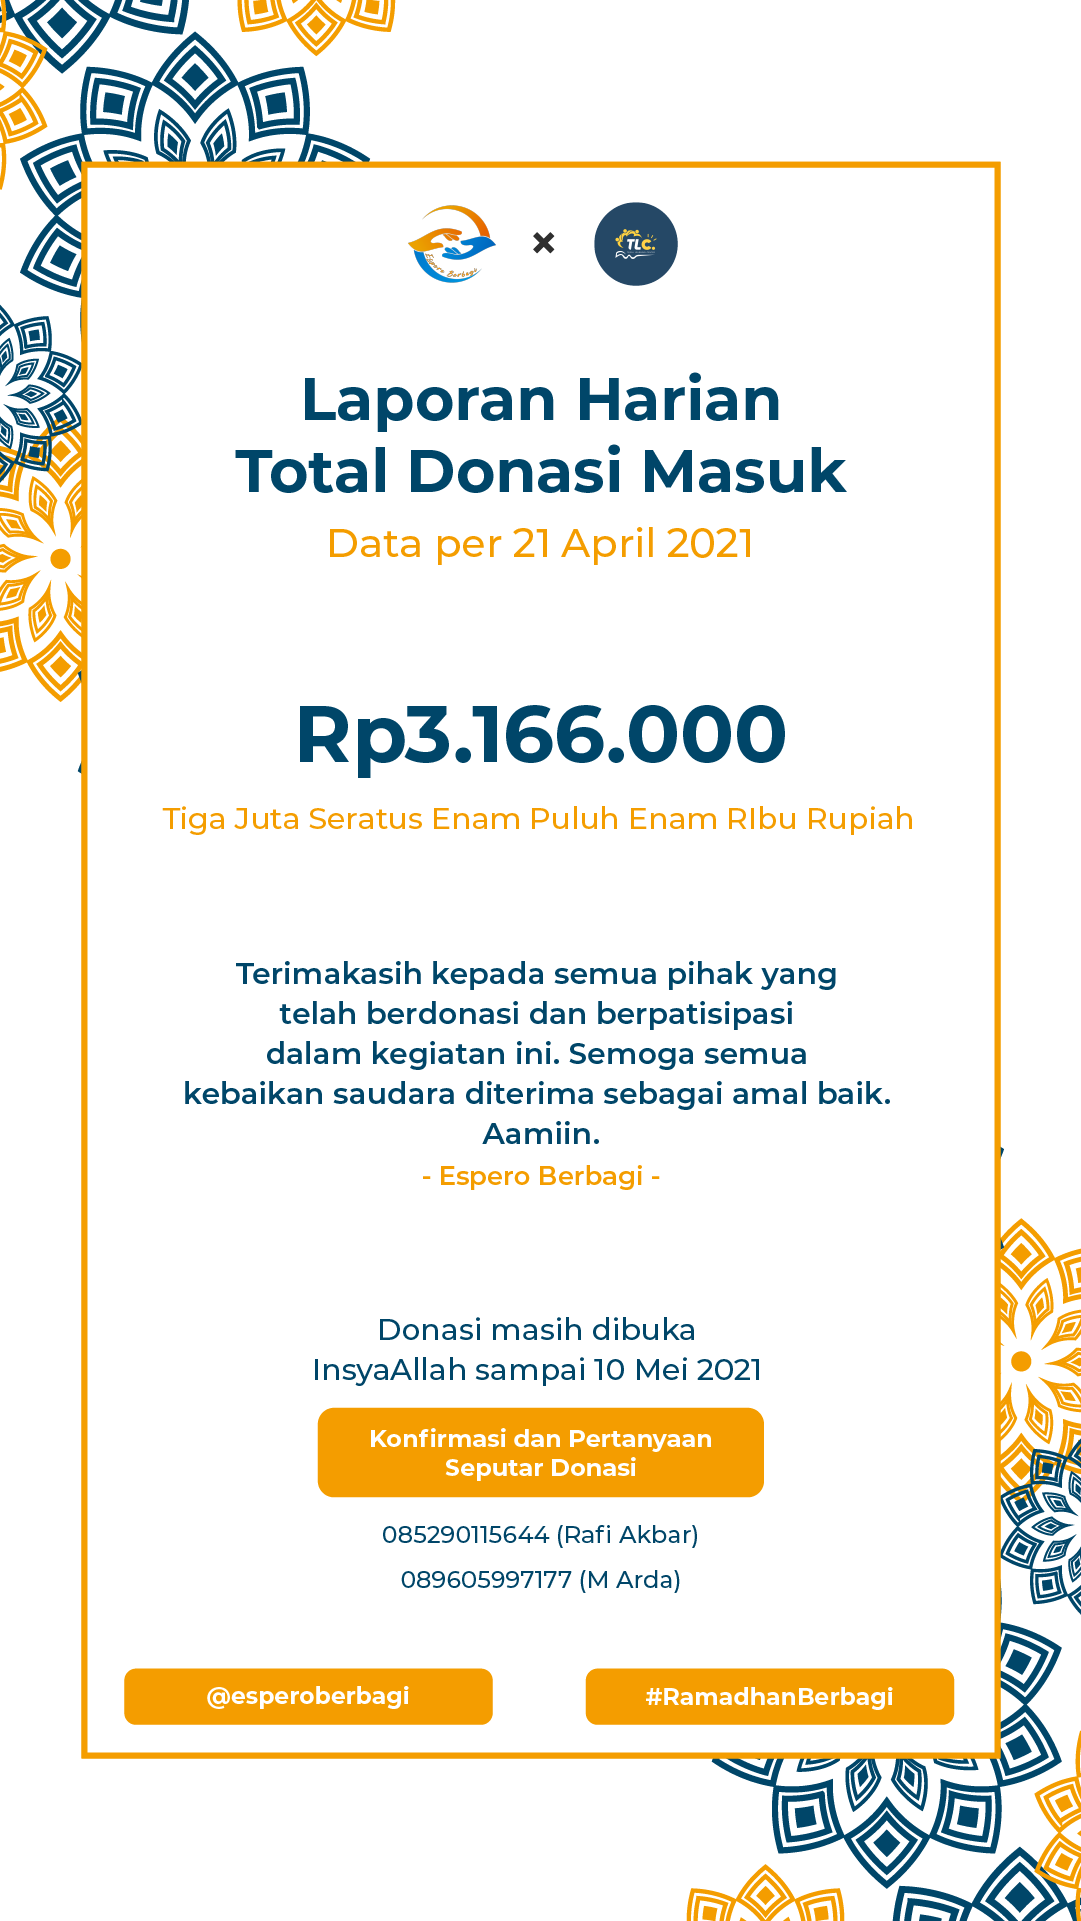 Espero Berbagi
TLC.
Laporan Harian
Total Donasi Masuk
Data per 21 April 2021
Rp3.166.000
Tiga Juta Seratus Enam Puluh Enam RIbu Rupiah
Terimakasih kepada semua pihak yang
telah berdonasi dan berpatisipasi
dalam kegiatan ini. Semoga semua
kebaikan saudara diterima sebagai amal baik.
Aamiin.
- Espero Berbagi -
Donasi masih dibuka
InsyaAllah sampai 10 Mei 2021
Konfirmasi dan Pertanyaan
Seputar Donasi
085290115644 (Rafi Akbar)
089605997177 (M Arda)
@esperoberbagi
#RamadhanBerbagi